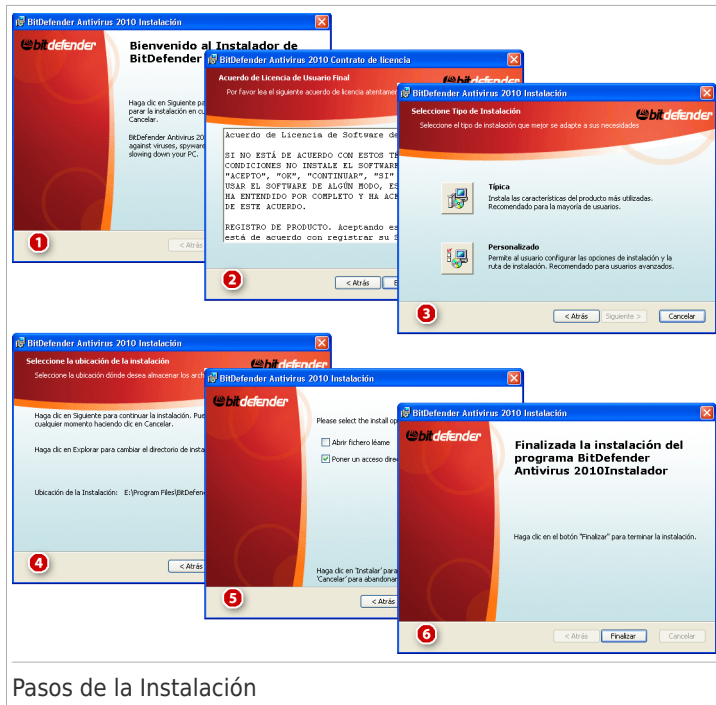 BitDefender Antivirus 2010 Instalación
bitdefender
Bienvenido al Instalador de
BitDefender
Haga clic en Siguiente pa
parar la instalación en cu
Cancelar.
BitDefender Antivirus 20
against viruses, spyware
slowing down your PC.
1
< Atrás
BitDefender Antivirus 2010 Contrato de licencia
Acuerdo de Licencia de Usuario Final
bitdefender
Por favor lea el siguiente acuerdo de licencia atentamen
Acuerdo de Licencia de Software de
SI NO ESTÁ DE ACUERDO CON ESTOS T
CONDICIONES NO INSTALE EL SOFTWARE
"ACEPTO", "OK", "CONTINUAR", "SI"
USAR EL SOFTWARE DE ALGÚN MODO, ES
HA ENTENDIDO POR COMPLETO Y HA AC
DE ESTE ACUERDO.
REGISTRO DE PRODUCTO. Aceptando es
está de acuerdo con registrar su S
2
< Atrás
BitDefender Antivirus 2010 Instalación
Seleccione Tipo de
Instalación
bitdefender
Seleccione el tipo de instalación que mejor se adapte a sus necesidades
Típica
Instala las características del producto más utilizadas.
Recomendado para la mayoría de usuarios.
Personalizado
Permite al usuario configurar las opciones de instalación y la
ruta de instalación. Recomendado para usuarios avanzados.
3
< Atrás Siguiente > Cancelar
BitDefender Antivirus 2010 Instalación
Seleccione la ubicación de la instalación
bitdefender
Seleccione la ubicación dónde desea almacenar los arch
Haga clic en Siguiente para continuar la instalación. Pue
cualquier momento haciendo clic en Cancelar.
Haga clic en Explorar para cambiar el directorio de insta
Ubicación de la Instalación: E:\Program Files\BitDefen
4
< Atrás
BitDefender Antivirus 2010 Instalación
bitdefender
Please select the install op
Abrir fichero léame
Poner un acceso direc
Haga clic en 'Instalar' para
'Cancelar' para abandonar
5
< Atrás
BitDefender Antivirus 2010 Instalación
bitdefender
Finalizada la instalación del
programa BitDefender
Antivirus 2010Instalador
Haga clic en el botón "Finalizar" para terminar la instalación.
6
< Atrás Finalizar Cancelar
Pasos de la Instalación